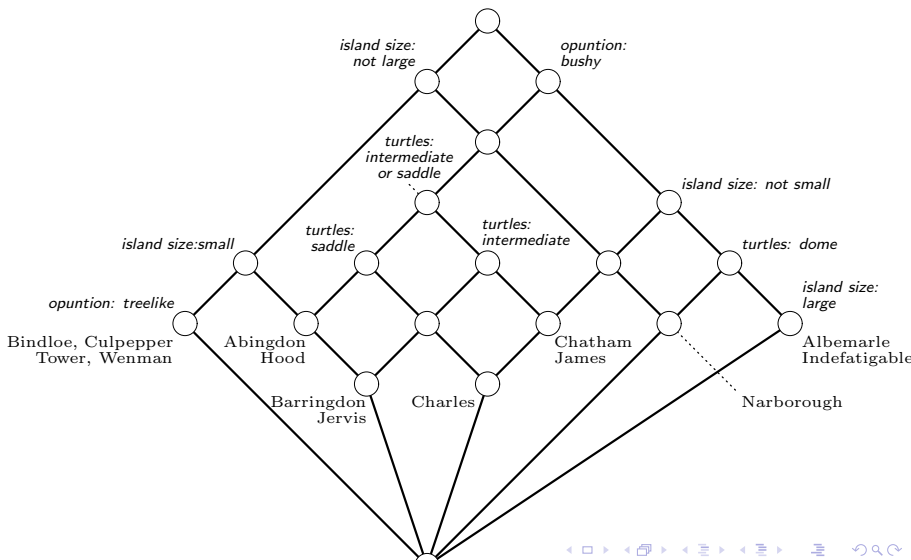 island size:
not large
opuntion:
bushy
turtles:
intermediate
or saddle
island size: not small
island size:small
turtles:
saddle
turtles:
intermediate
turtles: dome
opuntion: treelike
island size:
large
Bindloe, Culpepper
Tower, Wenman
Abingdon
Hood
Chatham
James
Albemarle
Indefatigable
Barringdon
Jervis
Charles
Narborough